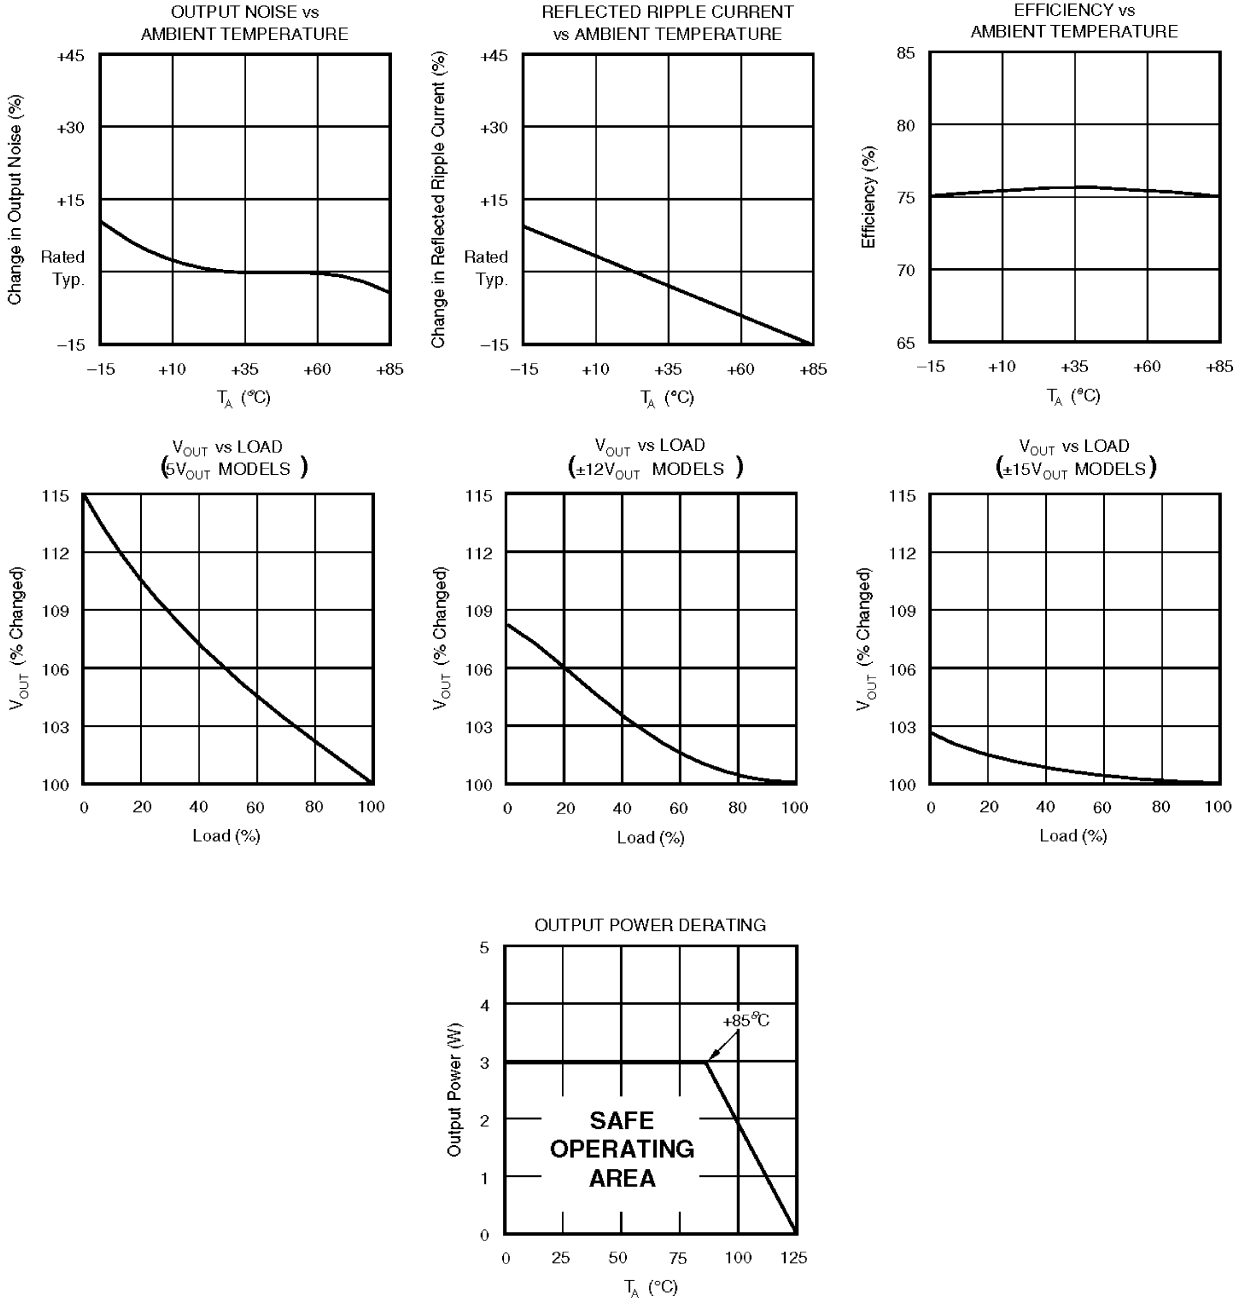 OUTPUT NOISE vs
AMBIENT TEMPERATURE
Change in Output Noise (%)
+45
+30
+15
Rated
Typ.
–15
–15 +10 +35 +60 +85
TA (°C)
REFLECTED RIPPLE CURRENT
vs AMBIENT TEMPERATURE
Change in Reflected Ripple Current (%)
+45
+30
+15
Rated
Typ.
–15
–15 +10 +35 +60 +85
TA (°C)
EFFICIENCY vs
AMBIENT TEMPERATURE
Efficiency (%)
85
80
75
70
65
–15 +10 +35 +60 +85
TA (°C)
VOUT vs LOAD
(5VOUT MODELS)
VOUT (% Changed)
115
112
109
106
103
100
0 20 40 60 80 100
Load (%)
VOUT vs LOAD
(±12VOUT MODELS)
VOUT (% Changed)
115
112
109
106
103
100
0 20 40 60 80 100
Load (%)
VOUT vs LOAD
(±15VOUT MODELS)
VOUT (% Changed)
115
112
109
106
103
100
0 20 40 60 80 100
Load (%)
OUTPUT POWER DERATING
Output Power (W)
5
4
3
2
1
0
+85°C
SAFE
OPERATING
AREA
0 25 50 75 100 125
TA (°C)